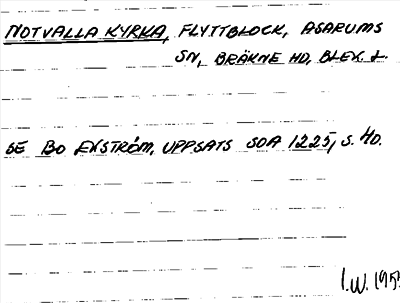 NOTVALLA KYRKA, FLYTTBLOCK, ASARUMS
SN, BRÄKNE HD, BLEK. L.
SE BO EKSTRÖM, UPPSATS SOA 1225, S. 40.
I.W. 195